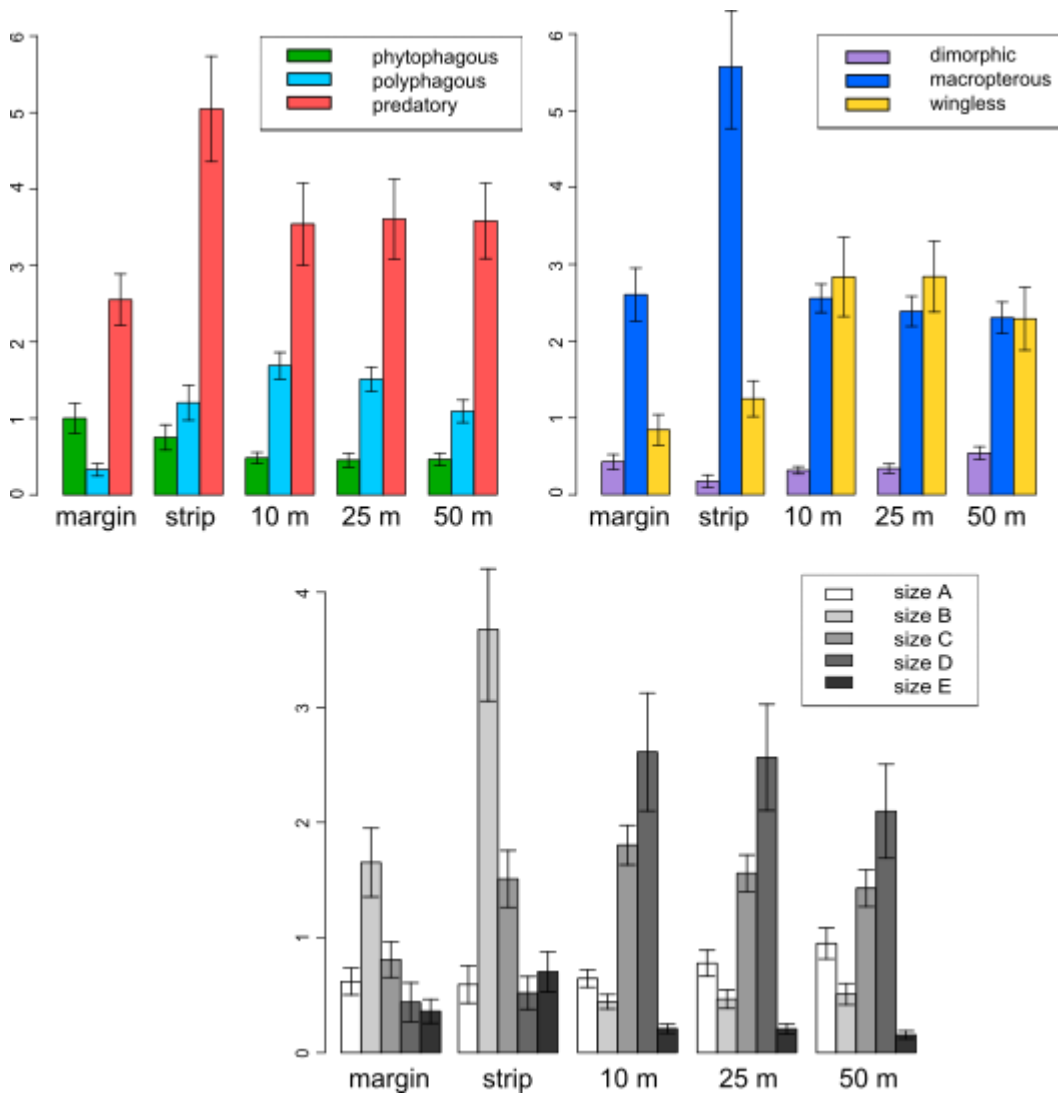 6
5
4
3
2
1
0
phytophagous
polyphagous
predatory
margin strip 10 m 25 m 50 m
6
5
4
3
2
1
0
dimorphic
macropterous
wingless
margin strip 10 m 25 m 50 m
4
3
2
1
0
size A
size B
size C
size D
size E
margin strip 10 m 25 m 50 m